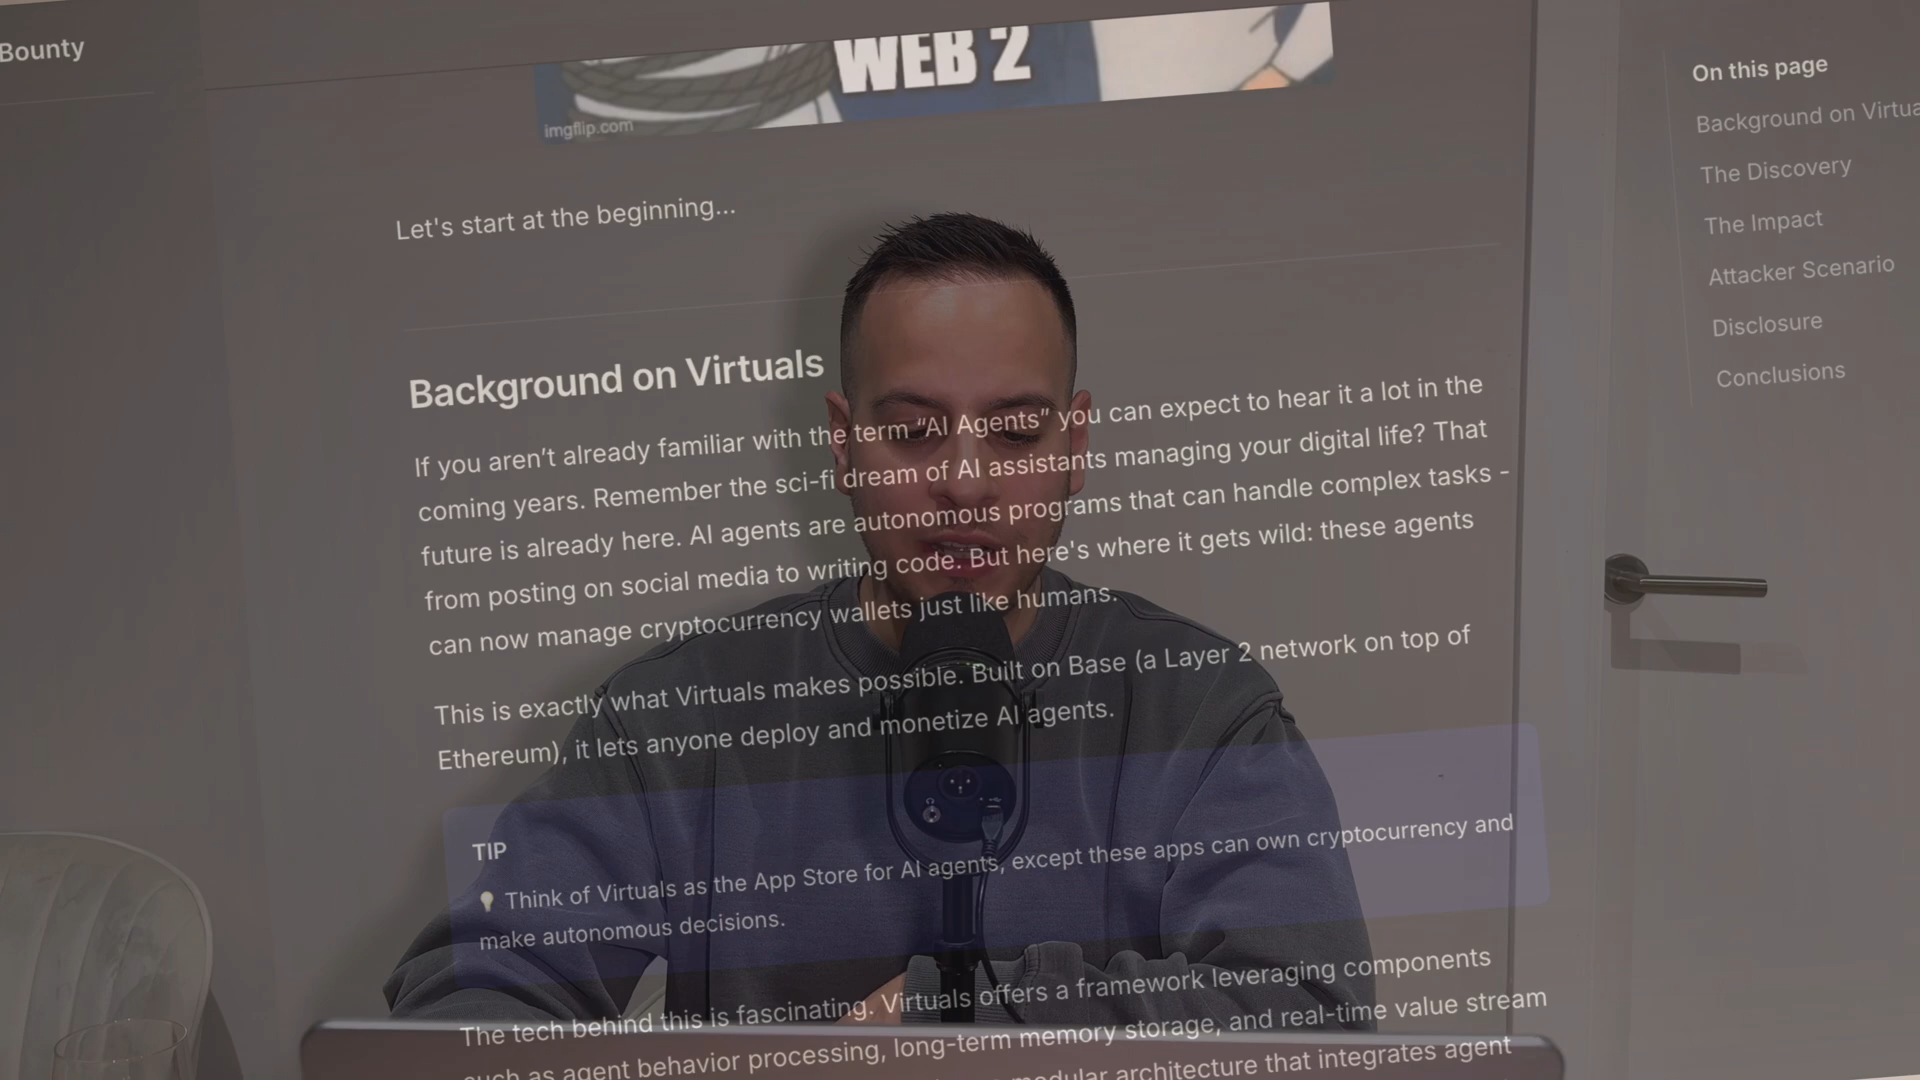 Bounty
WEB 2
imgflip.com
Let's start at the beginning...
Background on Virtuals
If you aren’t already familiar with the term “AI Agents” you can expect to hear it a lot in the
coming years. Remember the sci-fi dream of AI assistants managing your digital life? That
future is already here. AI agents are autonomous programs that can handle complex tasks -
from posting on social media to writing code. But here's where it gets wild: these agents
can now manage cryptocurrency wallets just like humans.
This is exactly what Virtuals makes possible. Built on Base (a Layer 2 network on top of
Ethereum), it lets anyone deploy and monetize AI agents.
TIP
💡 Think of Virtuals as the App Store for AI agents, except these apps can own cryptocurrency and
make autonomous decisions.
The tech behind this is fascinating. Virtuals offers a framework leveraging components
such as agent behavior processing, long-term memory storage, and real-time value stream
modular architecture that integrates agent
On this page
Background on Virtua
The Discovery
The Impact
Attacker Scenario
Disclosure
Conclusions